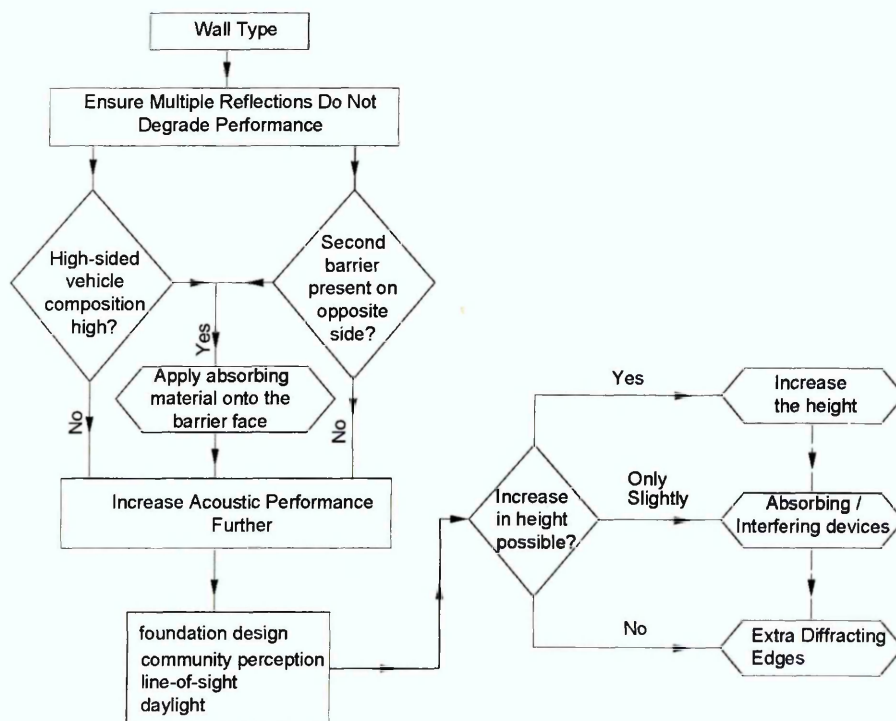 Wall Type
Ensure Multiple Reflections Do Not
Degrade Performance
High-sided
vehicle
composition
high?
Second
barrier
present on
opposite
side?
Yes
Apply absorbing
material onto the
barrier face
No
No
Increase Acoustic Performance
Further
foundation design
community perception
line-of-sight
daylight
Increase
in height
possible?
Yes
Increase
the height
Only
Slightly
Absorbing /
Interfering devices
No
Extra Diffracting
Edges